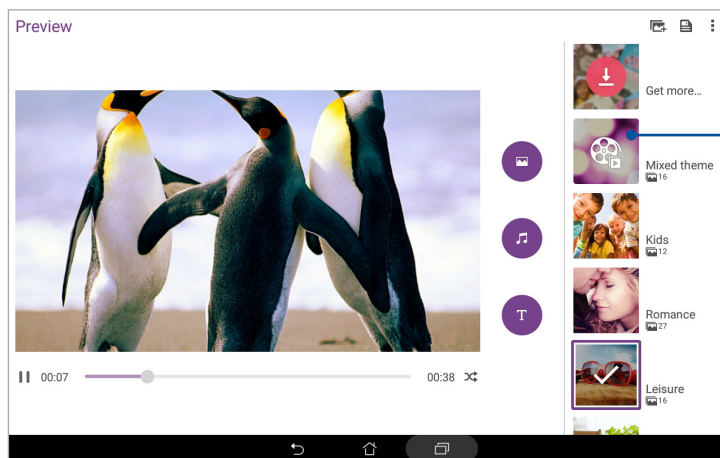 Preview
Get more...
Mixed theme
16
Kids
12
Romance
27
T
00:07
00:38
Leisure
16